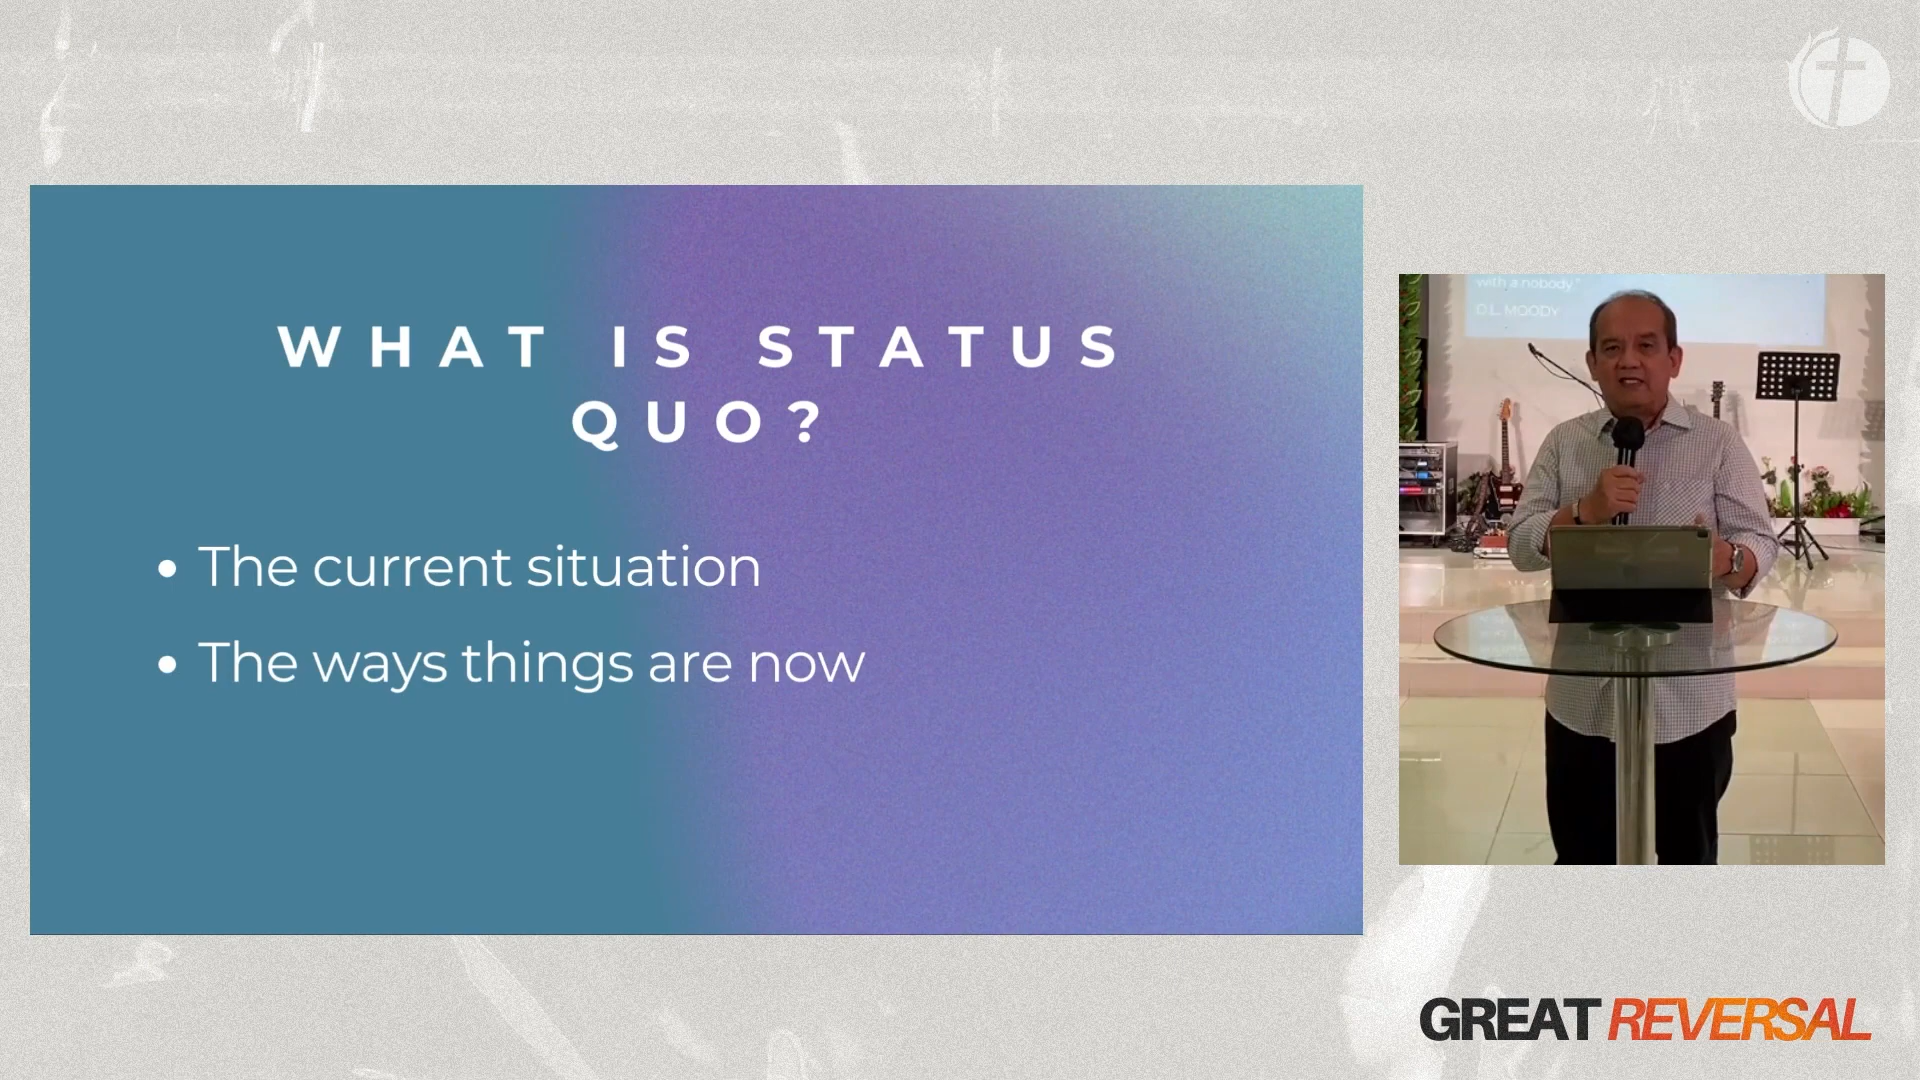 WHAT IS STATUS
QUO?
• The current situation
• The ways things are now
with a nobody"
D.L. MOODY
GREAT REVERSAL